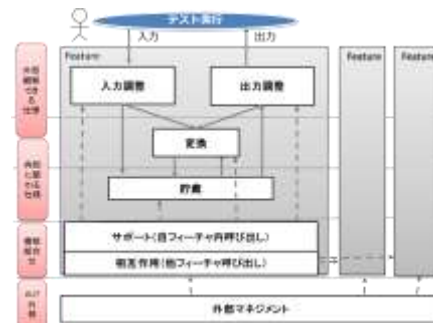 テスト実行
入力
出力
Feature
Feature
Feature
入力調整
出力調整
変換
貯蔵
サポート(自フィーチャ内呼び出し)
相互作用(他フィーチャ呼び出し)
外部マネジメント